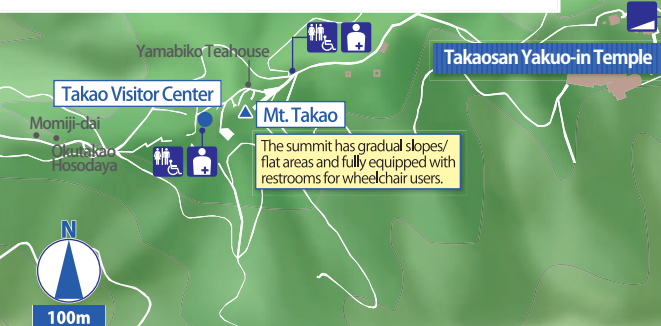 Yamabiko Teahouse
Takaosan Yakuo-in Temple
Takao Visitor Center
Mt. Takao
Momiji-dai
Okutakao
Hosodaya
The summit has gradual slopes/
flat areas and fully equipped with
restrooms for wheelchair users.
N
100m